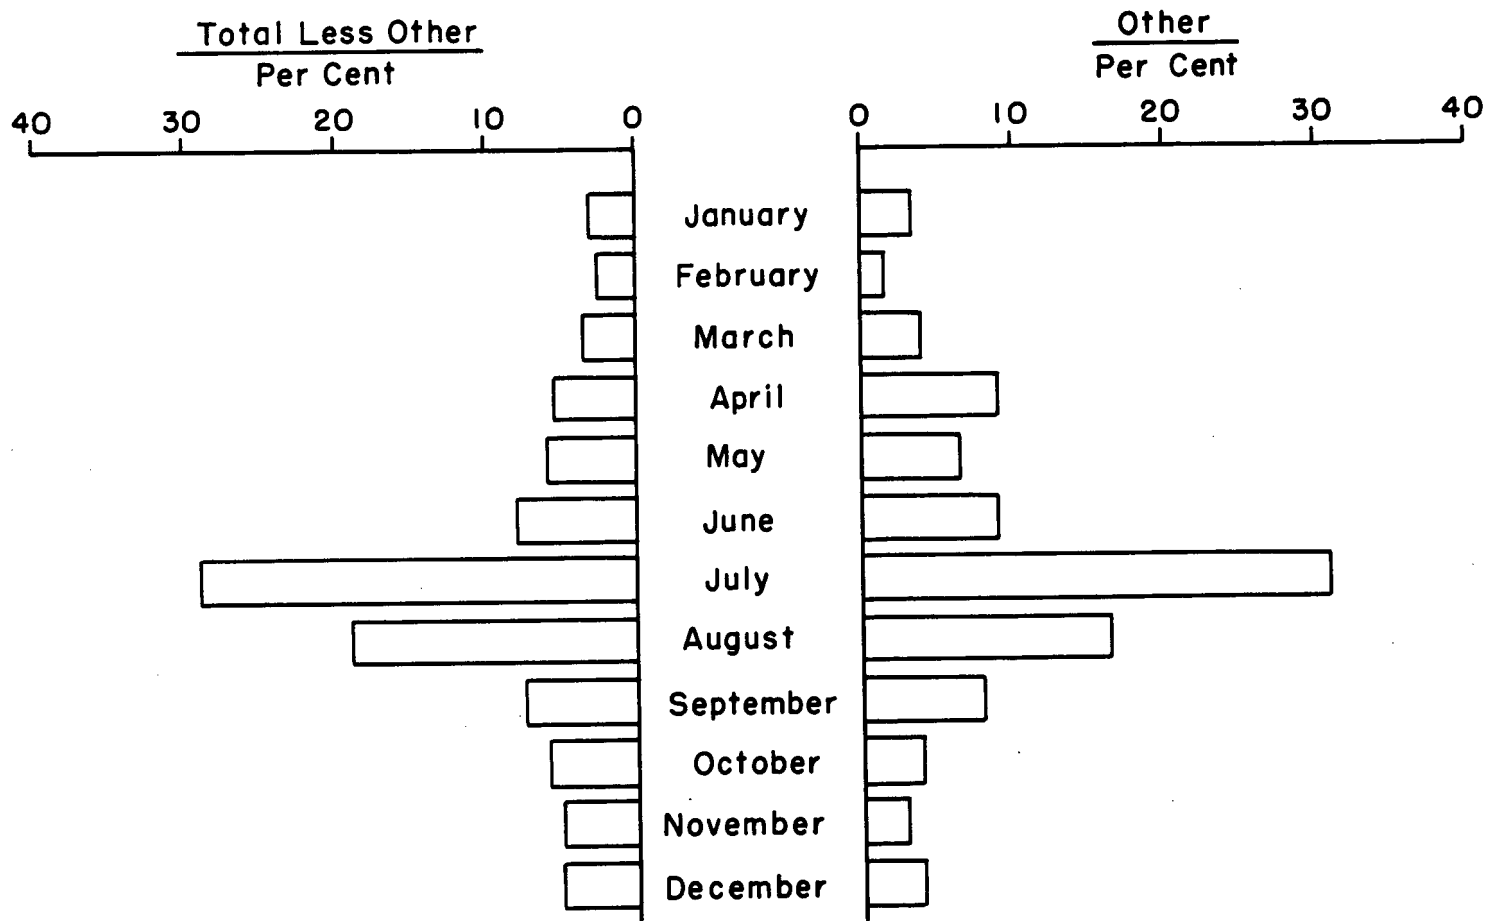 Total Less Other
Per Cent
40 30 20 10 0
Other
Per Cent
0 10 20 30 40
January
February
March
April
May
June
July
August
September
October
November
December